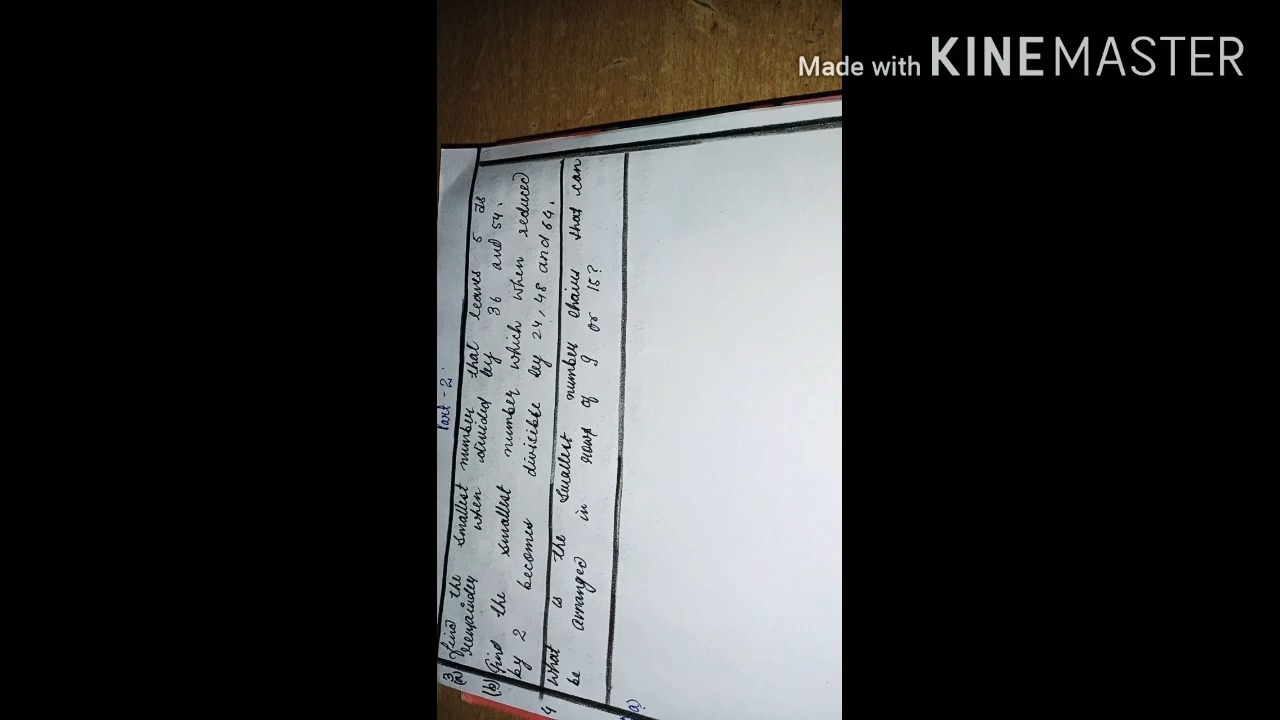 Made with KINEMASTER
Part - 2
3 find the smallest number that leaves 5 as
(a) remainder when divided by 36 and 54.
(b) find the smallest number which when reduced
by 2 becomes divisible by 24, 48 and 64.
4 What is the smallest number chairs that can
be arranged in rows of 9 or 15?
a)